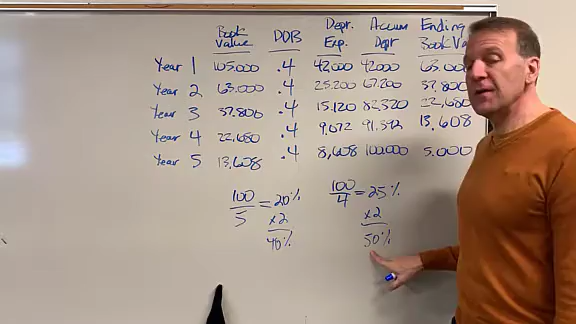 Book Value DDB Depr. Exp. Accum Depr Ending Book Va
Year 1 105.000 .4 42,000 42000 63.000
Year 2 63.000 .4 25.200 67.200 37.800
Year 3 37.800 .4 15.120 82,320 22,680
Year 4 22,680 .4 9.072 91.392 13,608
Year 5 13,608 .4 8,608 100.000 5.000
100/5 = 20% 100/4 = 25%
x2 x2
40% 50%